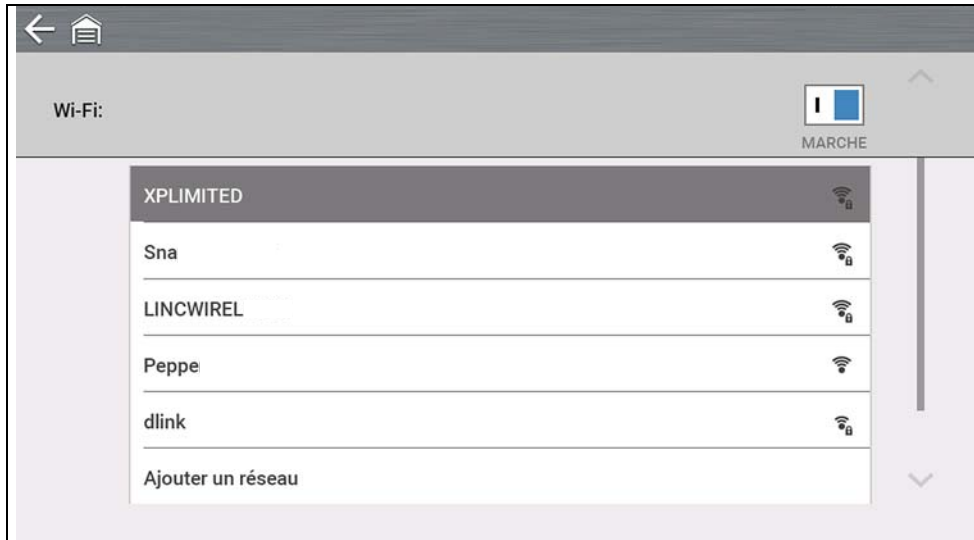 Wi-Fi:
MARCHE
XPLIMITED
Sna
LINCWIREL
Peppe
dlink
Ajouter un réseau